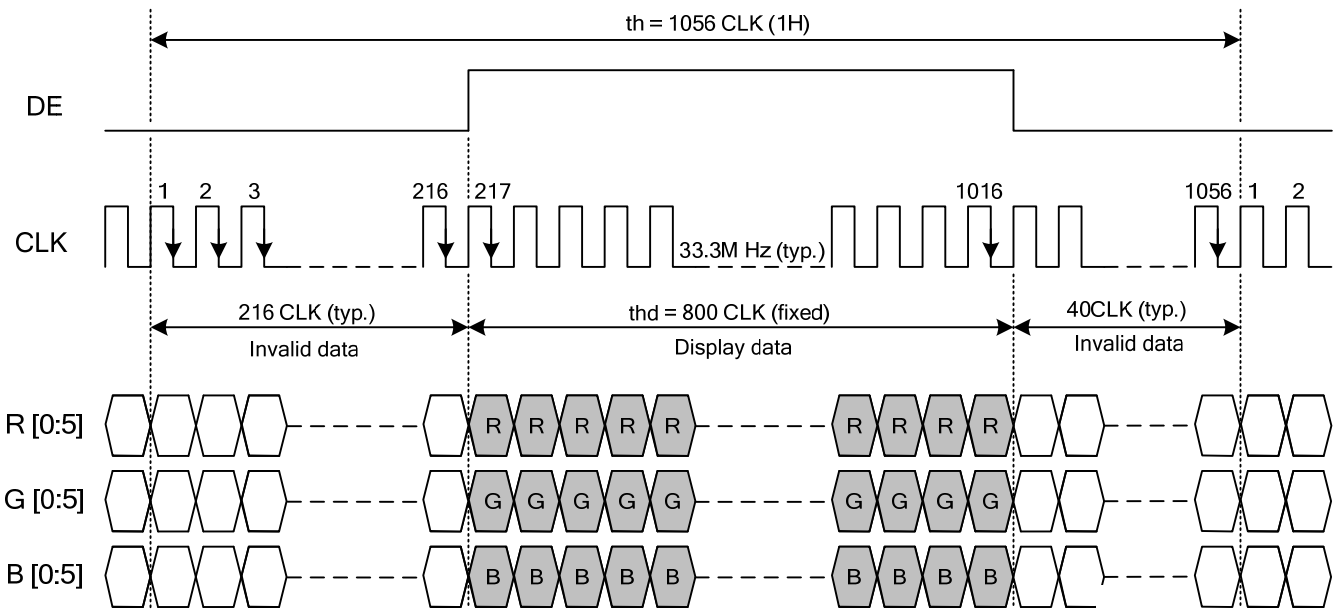 th = 1056 CLK (1H)
DE
1 2 3 216 217 1016 1056 1 2
CLK
33.3M Hz (typ.)
216 CLK (typ.) thd = 800 CLK (fixed) 40CLK (typ.)
Invalid data Display data Invalid data
R [0:5] R R R R R R R R R
G [0:5] G G G G G G G G G
B [0:5] B B B B B B B B B